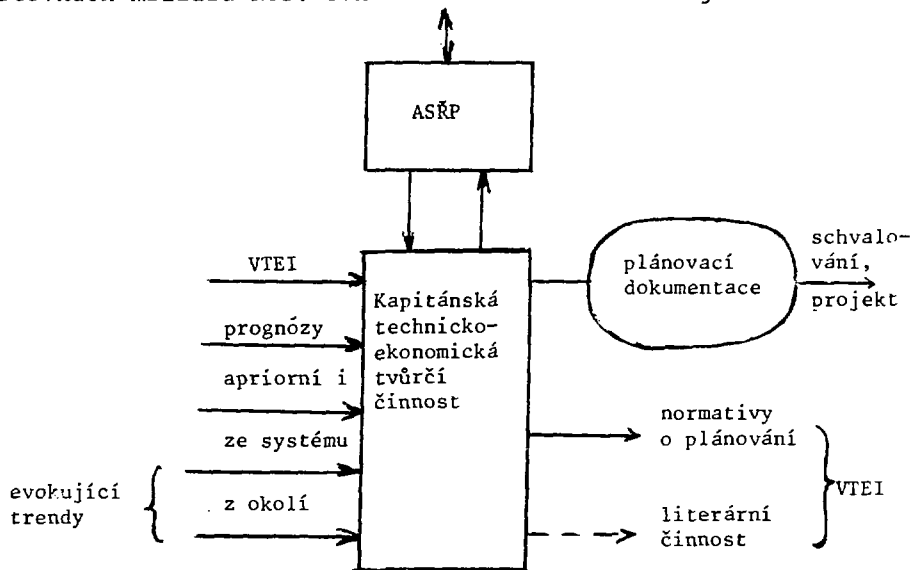 ASŘP
VTEI
prognózy
apriorní i
ze systému
z okolí
evokující
trendy
Kapitánská
technicko-
ekonomická
tvůrčí
činnost
plánovací
dokumentace
schvalo-
vání,
projekt
normativy
o plánování
literární
činnost
VTEI